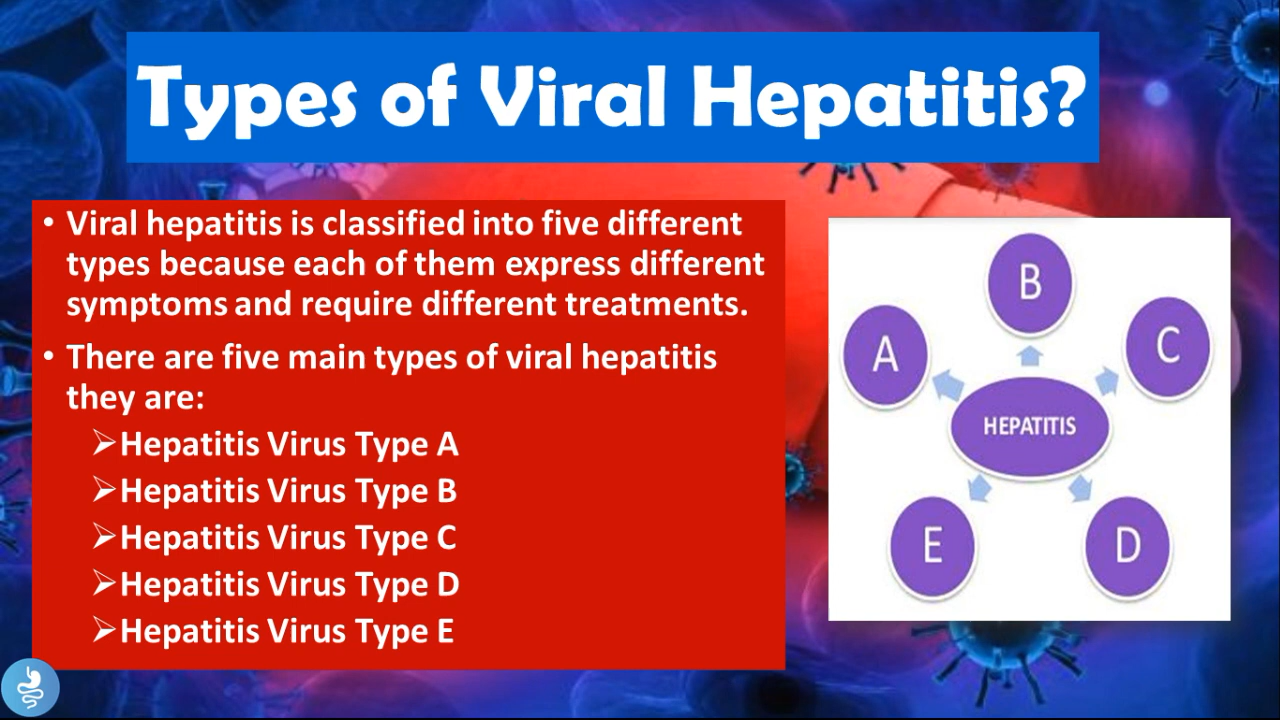 Types of Viral Hepatitis?
• Viral hepatitis is classified into five different
types because each of them express different
symptoms and require different treatments.
• There are five main types of viral hepatitis
they are:
➢Hepatitis Virus Type A
➢Hepatitis Virus Type B
➢Hepatitis Virus Type C
➢Hepatitis Virus Type D
➢Hepatitis Virus Type E
B
A
C
HEPATITIS
E
D